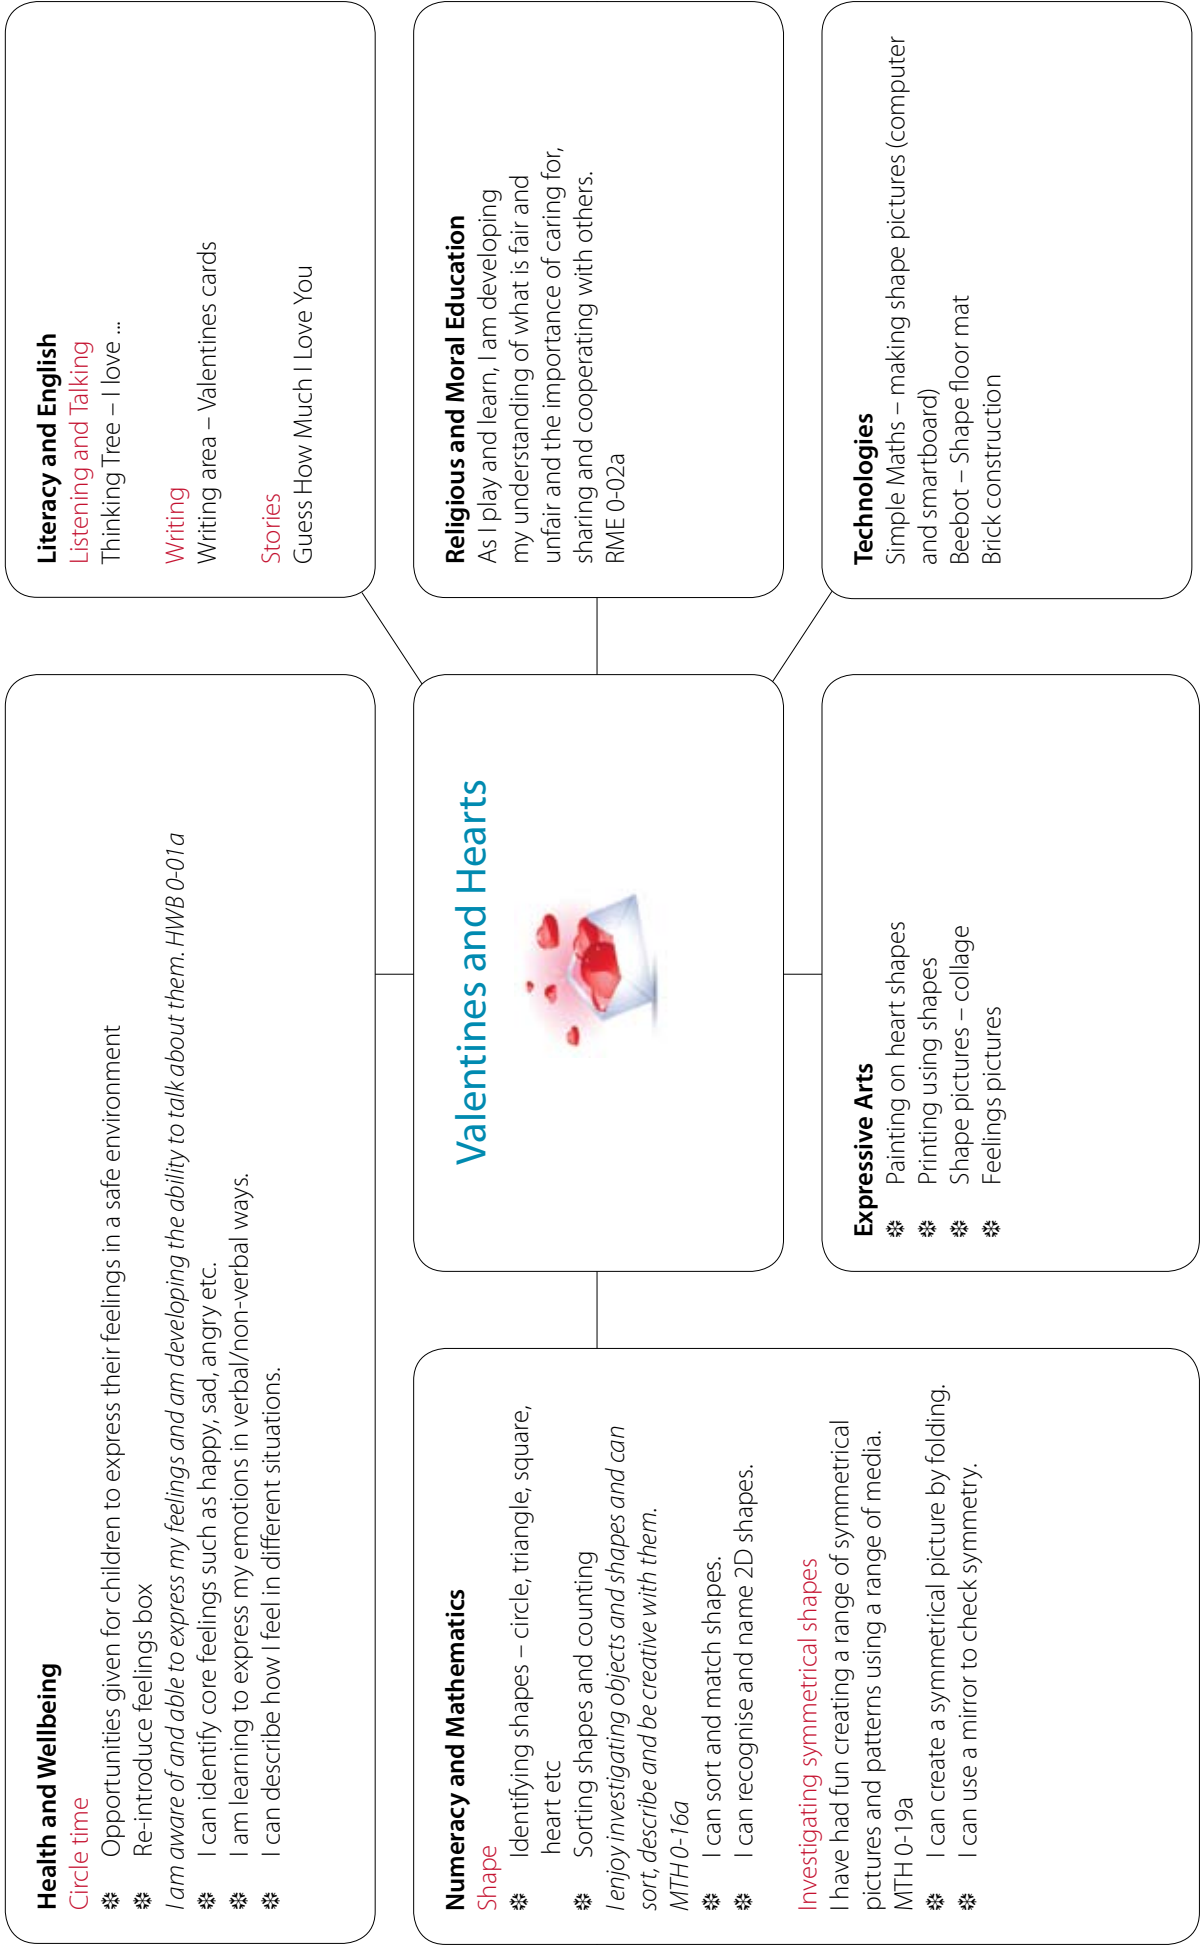 Health and Wellbeing
Circle time
❄ Opportunities given for children to express their feelings in a safe environment
❄ Re-introduce feelings box
I am aware of and able to express my feelings and am developing the ability to talk about them. HWB 0-01a
❄ I can identify core feelings such as happy, sad, angry etc.
❄ I am learning to express my emotions in verbal/non-verbal ways.
❄ I can describe how I feel in different situations.
Literacy and English
Listening and Talking
Thinking Tree – I love ...
Writing
Writing area – Valentines cards
Stories
Guess How Much I Love You
Numeracy and Mathematics
Shape
❄ Identifying shapes – circle, triangle, square,
heart etc
❄ Sorting shapes and counting
I enjoy investigating objects and shapes and can
sort, describe and be creative with them.
MTH 0-16a
❄ I can sort and match shapes.
❄ I can recognise and name 2D shapes.
Investigating symmetrical shapes
I have had fun creating a range of symmetrical
pictures and patterns using a range of media.
MTH 0-19a
❄ I can create a symmetrical picture by folding.
❄ I can use a mirror to check symmetry.
Valentines and Hearts
Religious and Moral Education
As I play and learn, I am developing
my understanding of what is fair and
unfair and the importance of caring for,
sharing and cooperating with others.
RME 0-02a
Expressive Arts
❄ Painting on heart shapes
❄ Printing using shapes
❄ Shape pictures – collage
❄ Feelings pictures
Technologies
Simple Maths – making shape pictures (computer
and smartboard)
Beebot – Shape floor mat
Brick construction